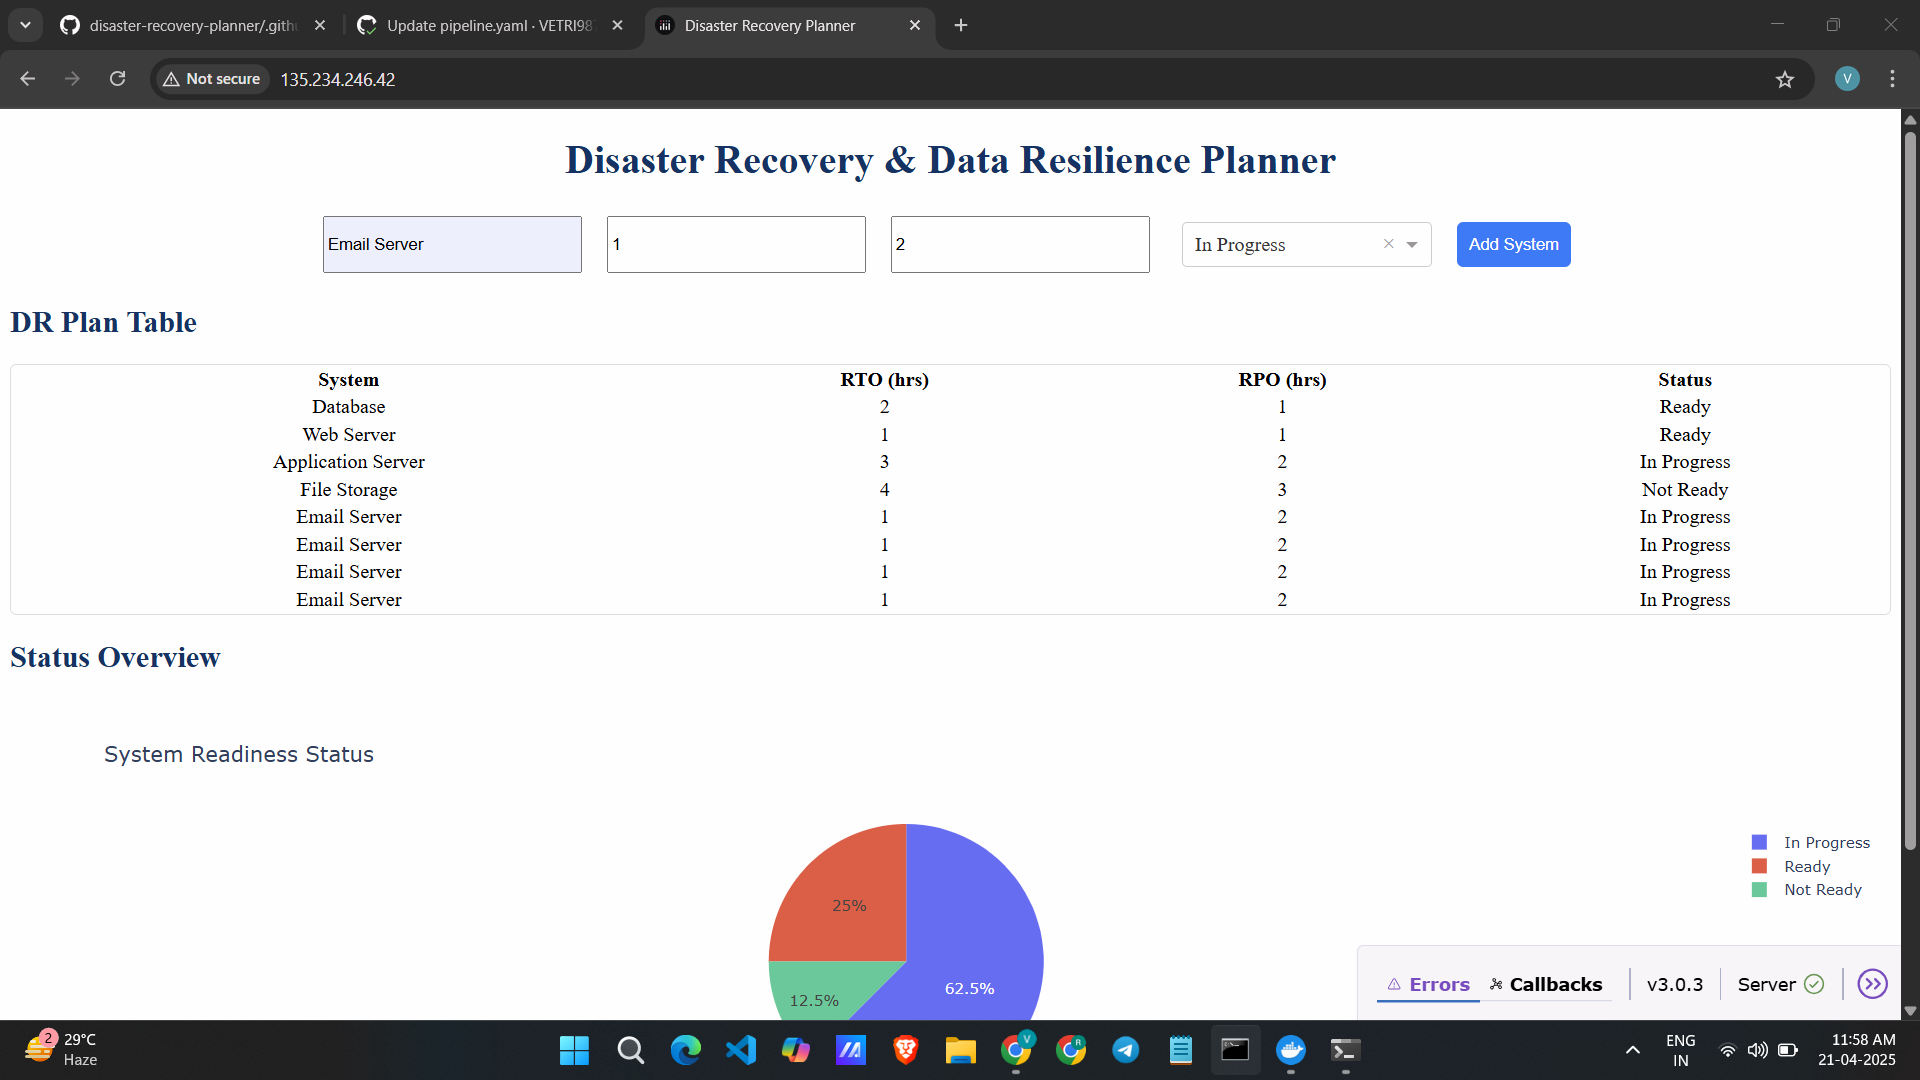 disaster-recovery-planner/.gith
Update pipeline.yaml · VETRI98
Disaster Recovery Planner
Not secure
135.234.246.42
V
Disaster Recovery & Data Resilience Planner
Email Server
1
2
In Progress
Add System
DR Plan Table
System RTO (hrs) RPO (hrs) Status
Database 2 1 Ready
Web Server 1 1 Ready
Application Server 3 2 In Progress
File Storage 4 3 Not Ready
Email Server 1 2 In Progress
Email Server 1 2 In Progress
Email Server 1 2 In Progress
Email Server 1 2 In Progress
Status Overview
System Readiness Status
In Progress
Ready
Not Ready
25%
62.5%
12.5%
Errors Callbacks v3.0.3 Server
2
29°C
Haze
V
R
ENG
IN
11:58 AM
21-04-2025